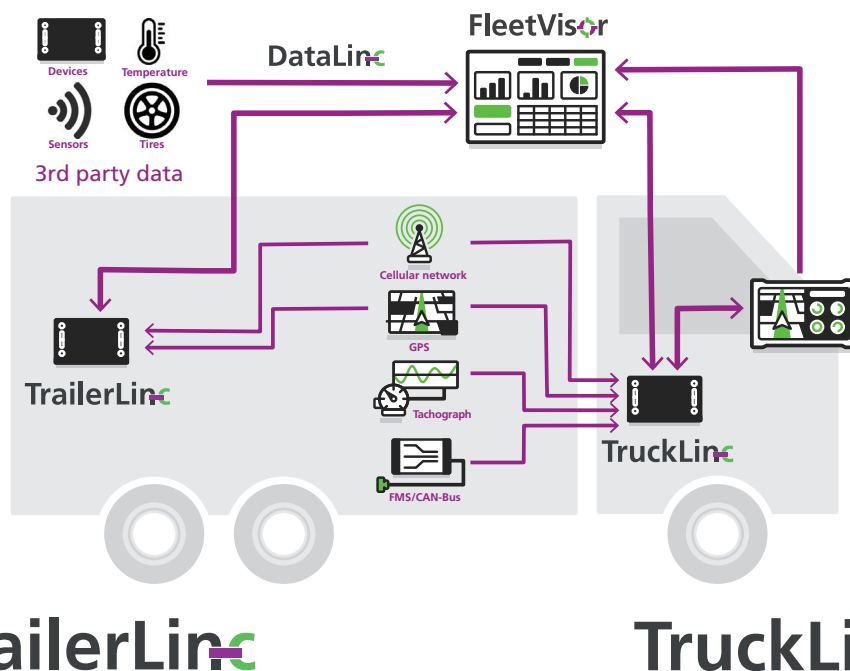 FleetVisor
DataLinc
Devices
Temperature
Sensors
Tires
3rd party data
Cellular network
GPS
TrailerLinc
Tachograph
TruckLinc
FMS/CAN-Bus
ailerLinc
TruckLi